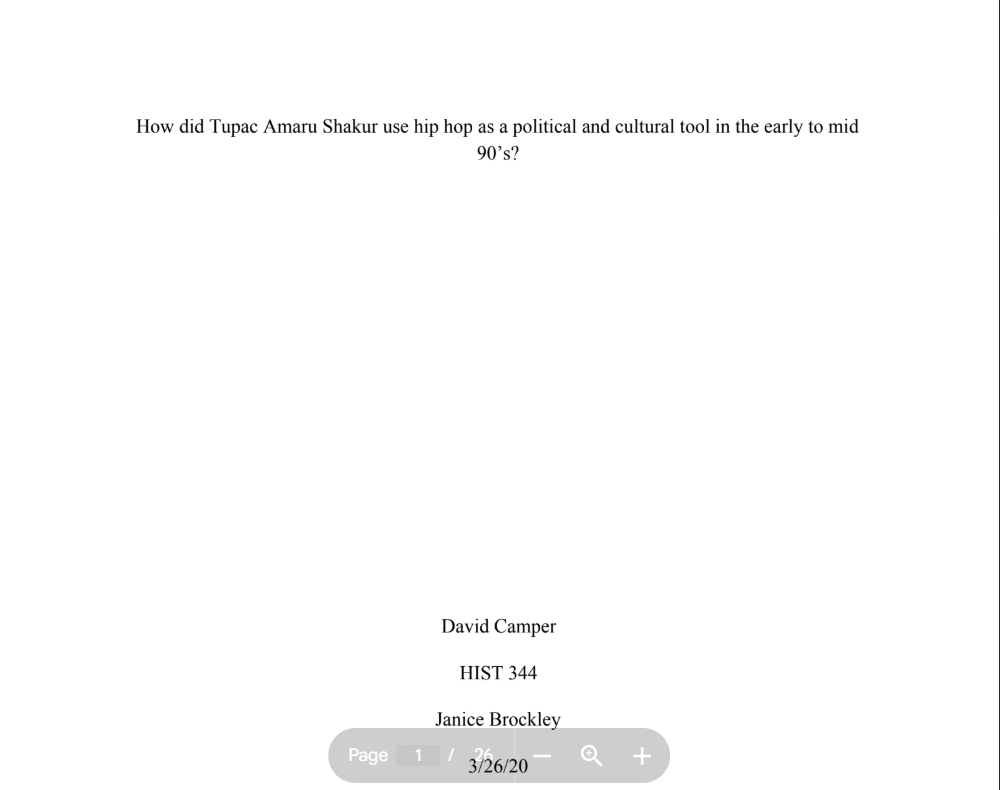 How did Tupac Amaru Shakur use hip hop as a political and cultural tool in the early to mid
90’s?
David Camper
HIST 344
Janice Brockley
Page 1 / 26
3/26/20